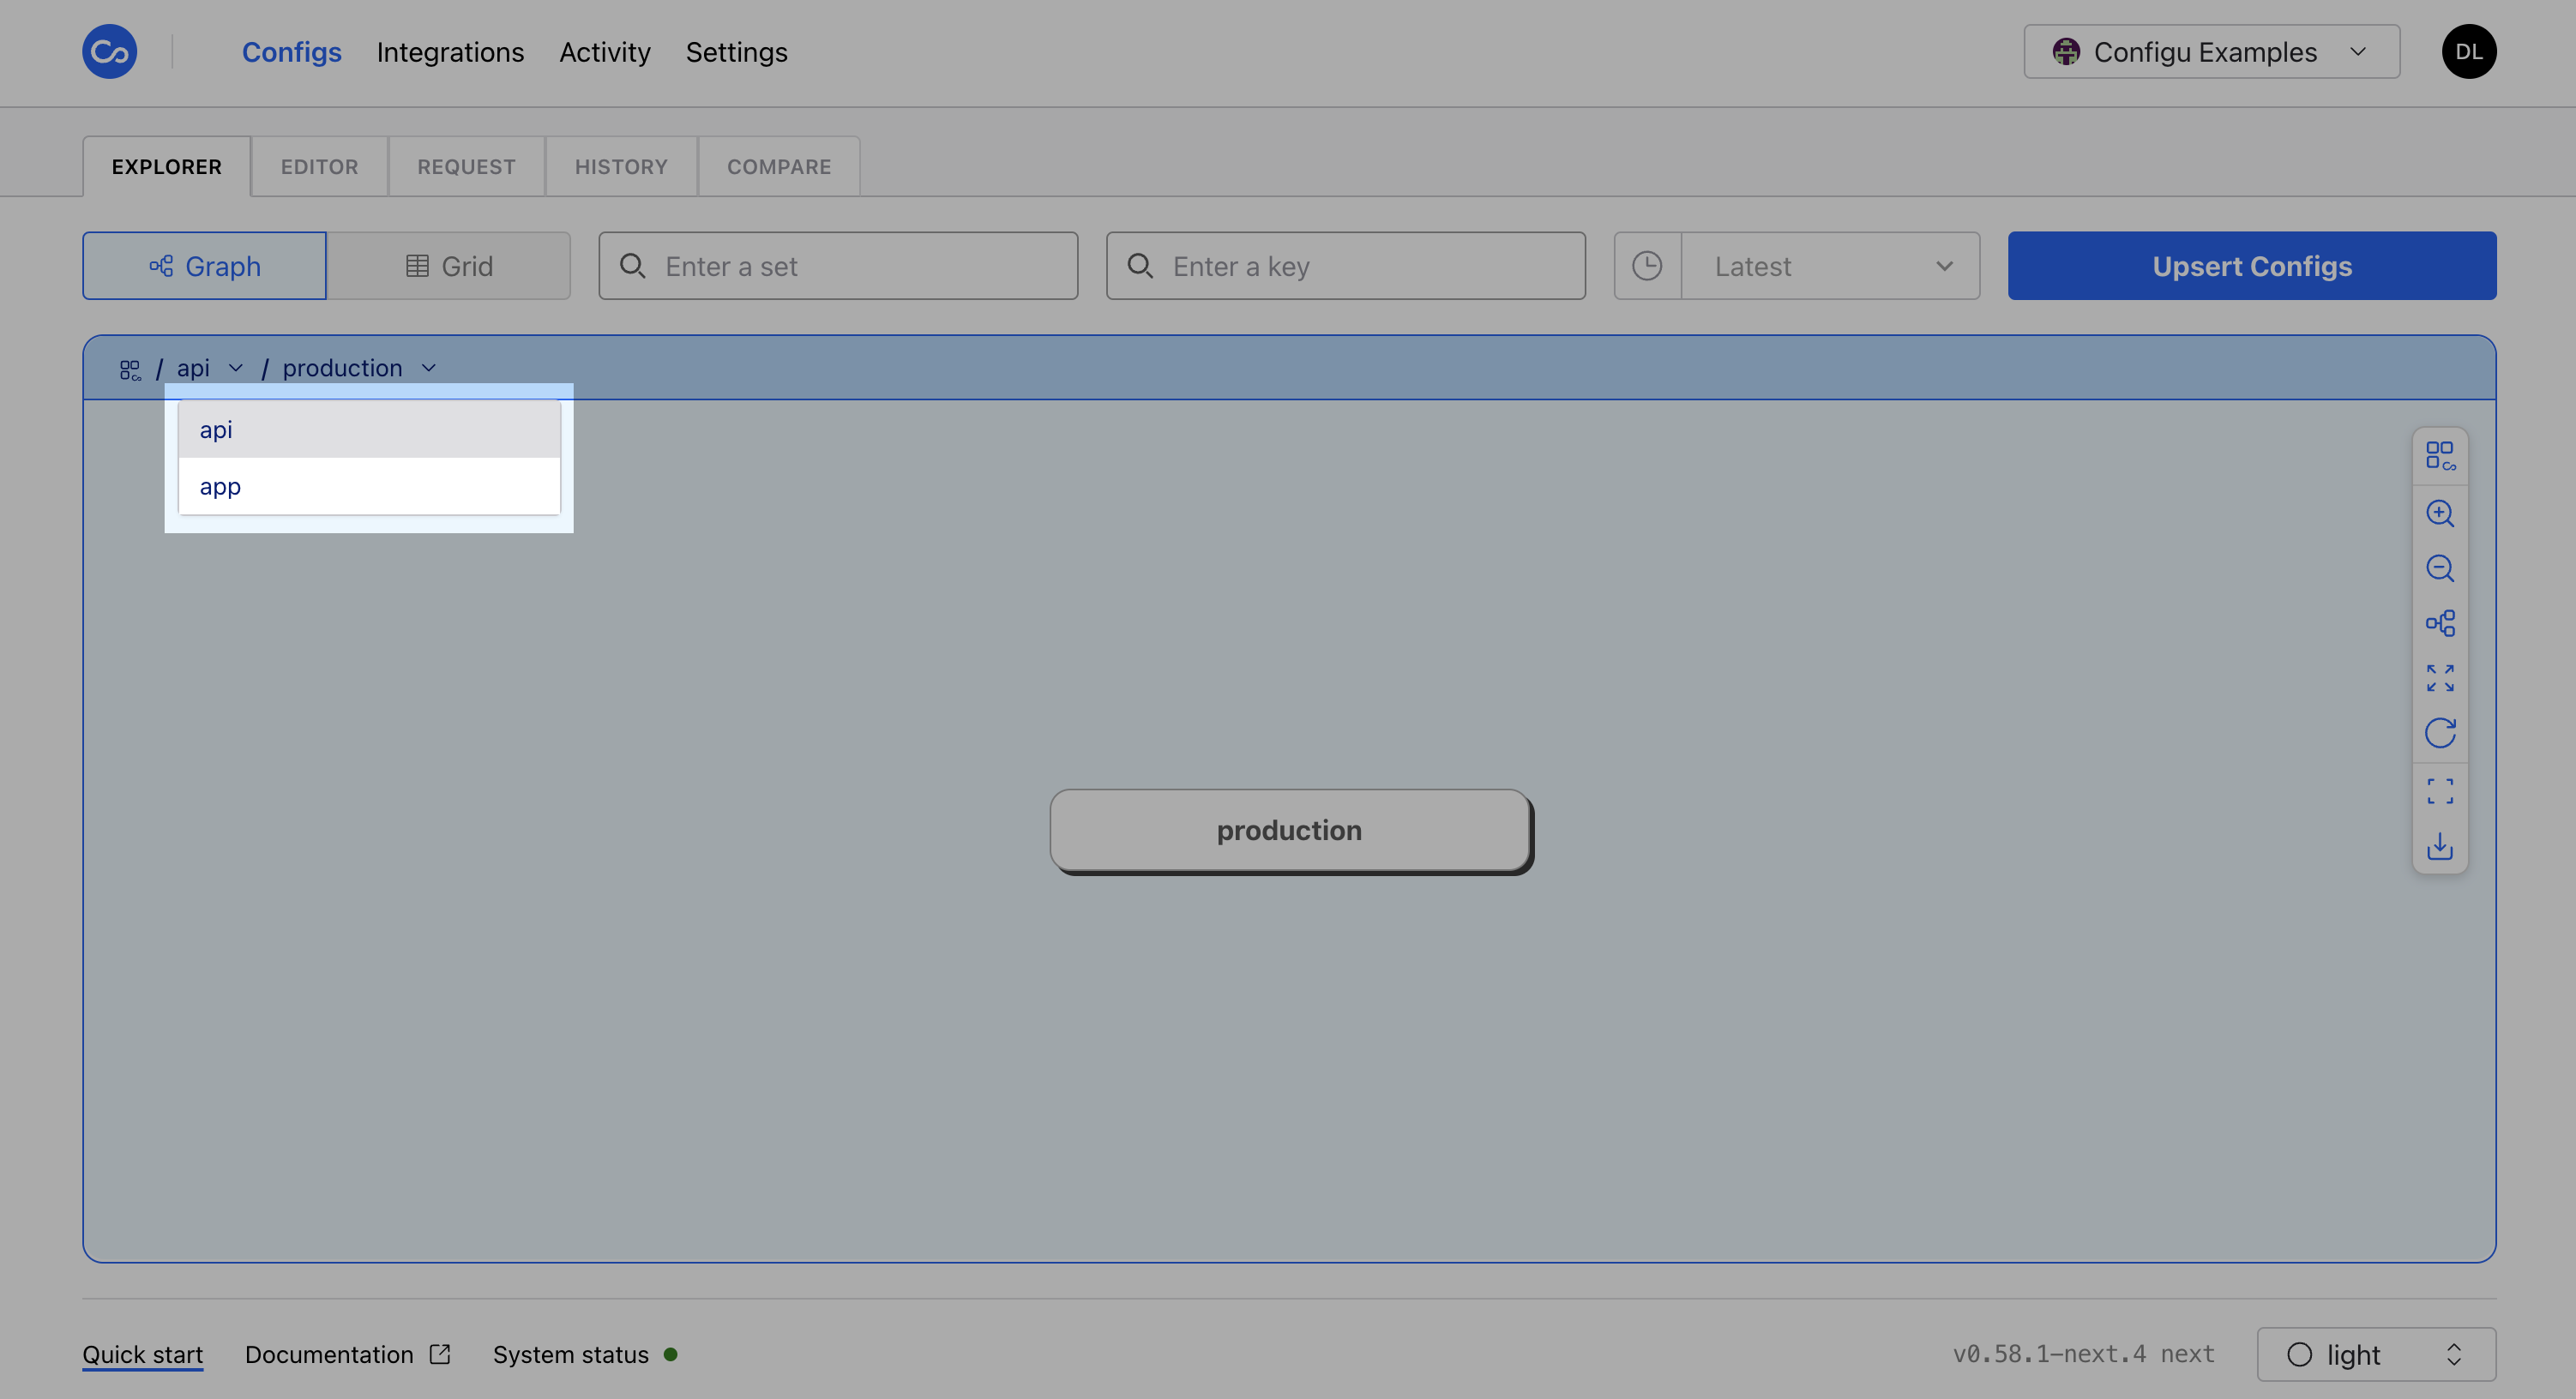 Configs Integrations Activity Settings Configu Examples DL
EXPLORER EDITOR REQUEST HISTORY COMPARE
Graph Grid Enter a set Enter a key Latest Upsert Configs
/ api / production
api
app
production
Quick start Documentation System status v0.58.1-next.4 next light